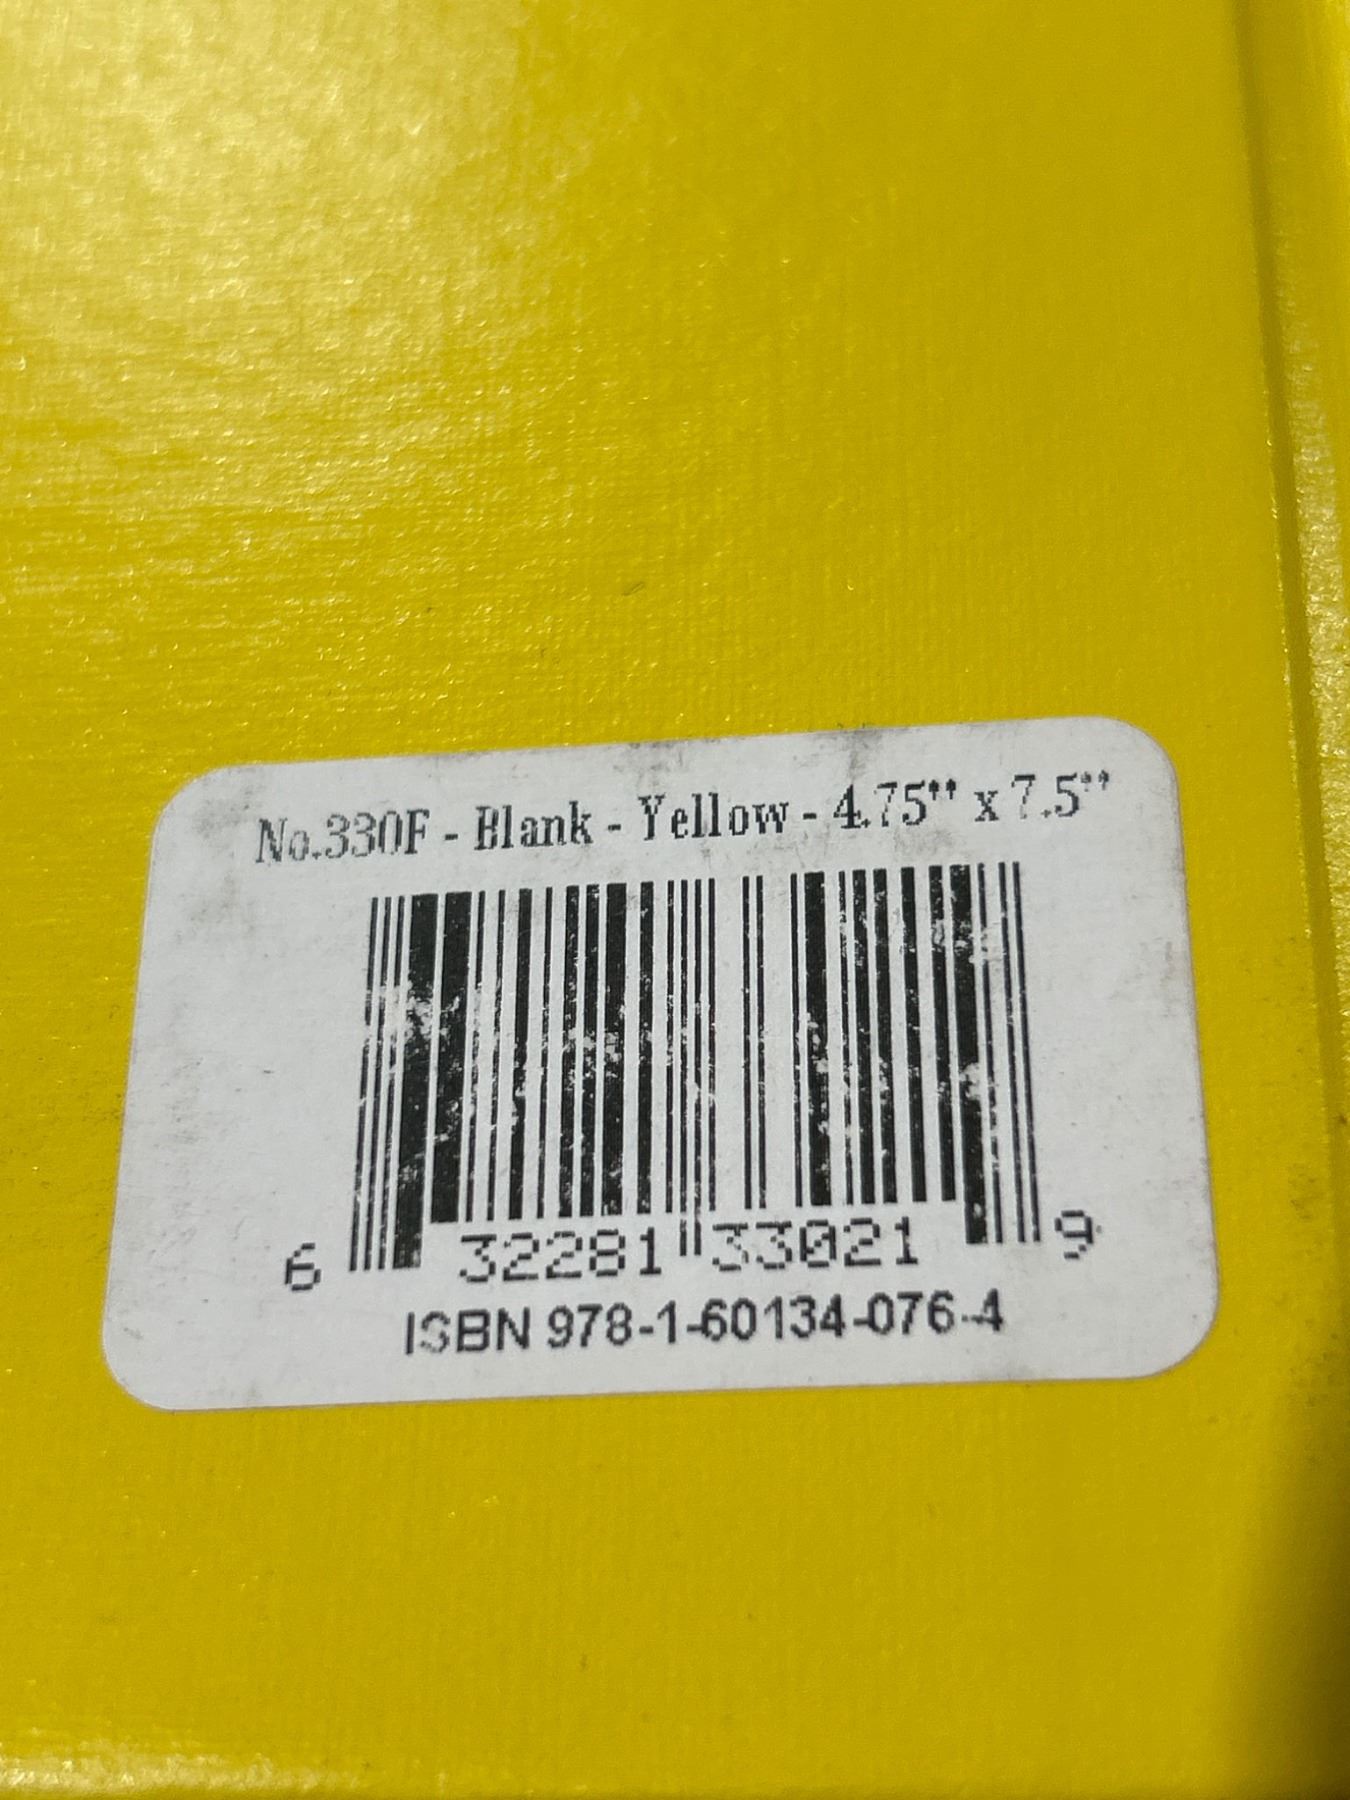 No.330F - Blank - Yellow - 4.75" x 7.5"
6 32281 33021 9
ISBN 978-1-60134-076-4